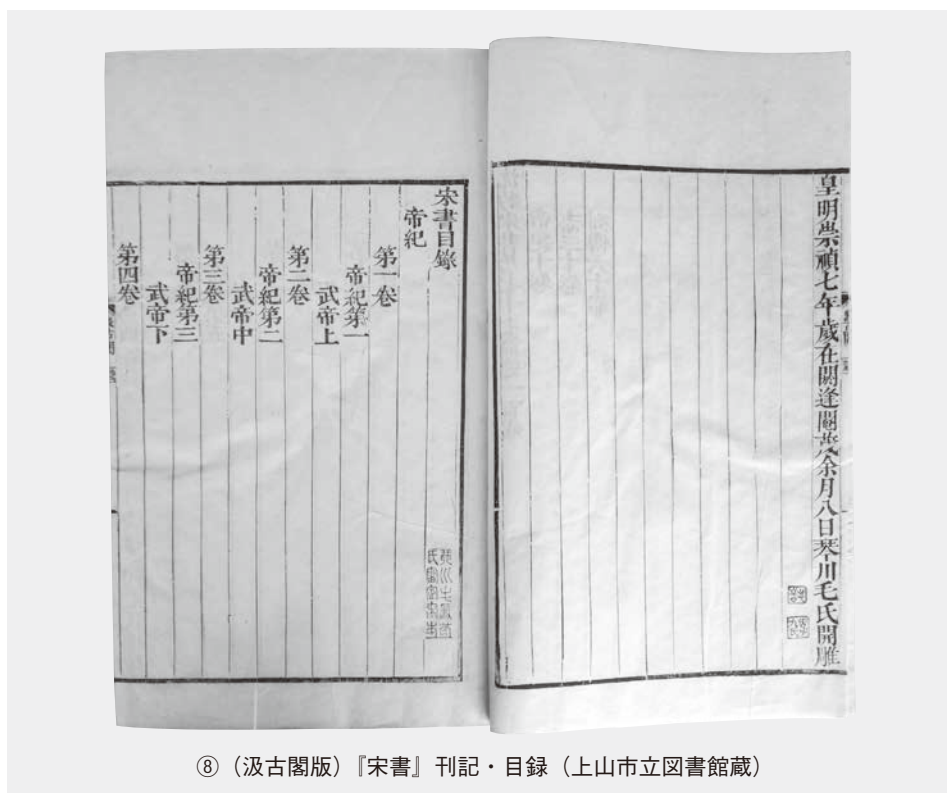 皇明崇禎七年歲在閼逢閹茂余月八日琴川毛氏開雕
宋書目錄
帝紀
第一卷
帝紀第一
武帝上
第二卷
帝紀第二
武帝中
第三卷
帝紀第三
武帝下
第四卷
⑧（汲古閣版）『宋書』刊記・目録（上山市立図書館蔵）